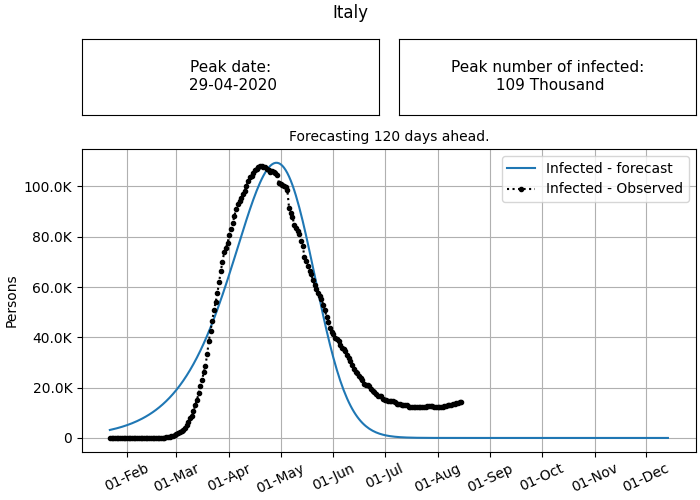 Italy
Peak date:
29-04-2020
Peak number of infected:
109 Thousand
Forecasting 120 days ahead.
Infected - forecast
Infected - Observed
Persons
100.0K
80.0K
60.0K
40.0K
20.0K
0
01-Feb
01-Mar
01-Apr
01-May
01-Jun
01-Jul
01-Aug
01-Sep
01-Oct
01-Nov
01-Dec